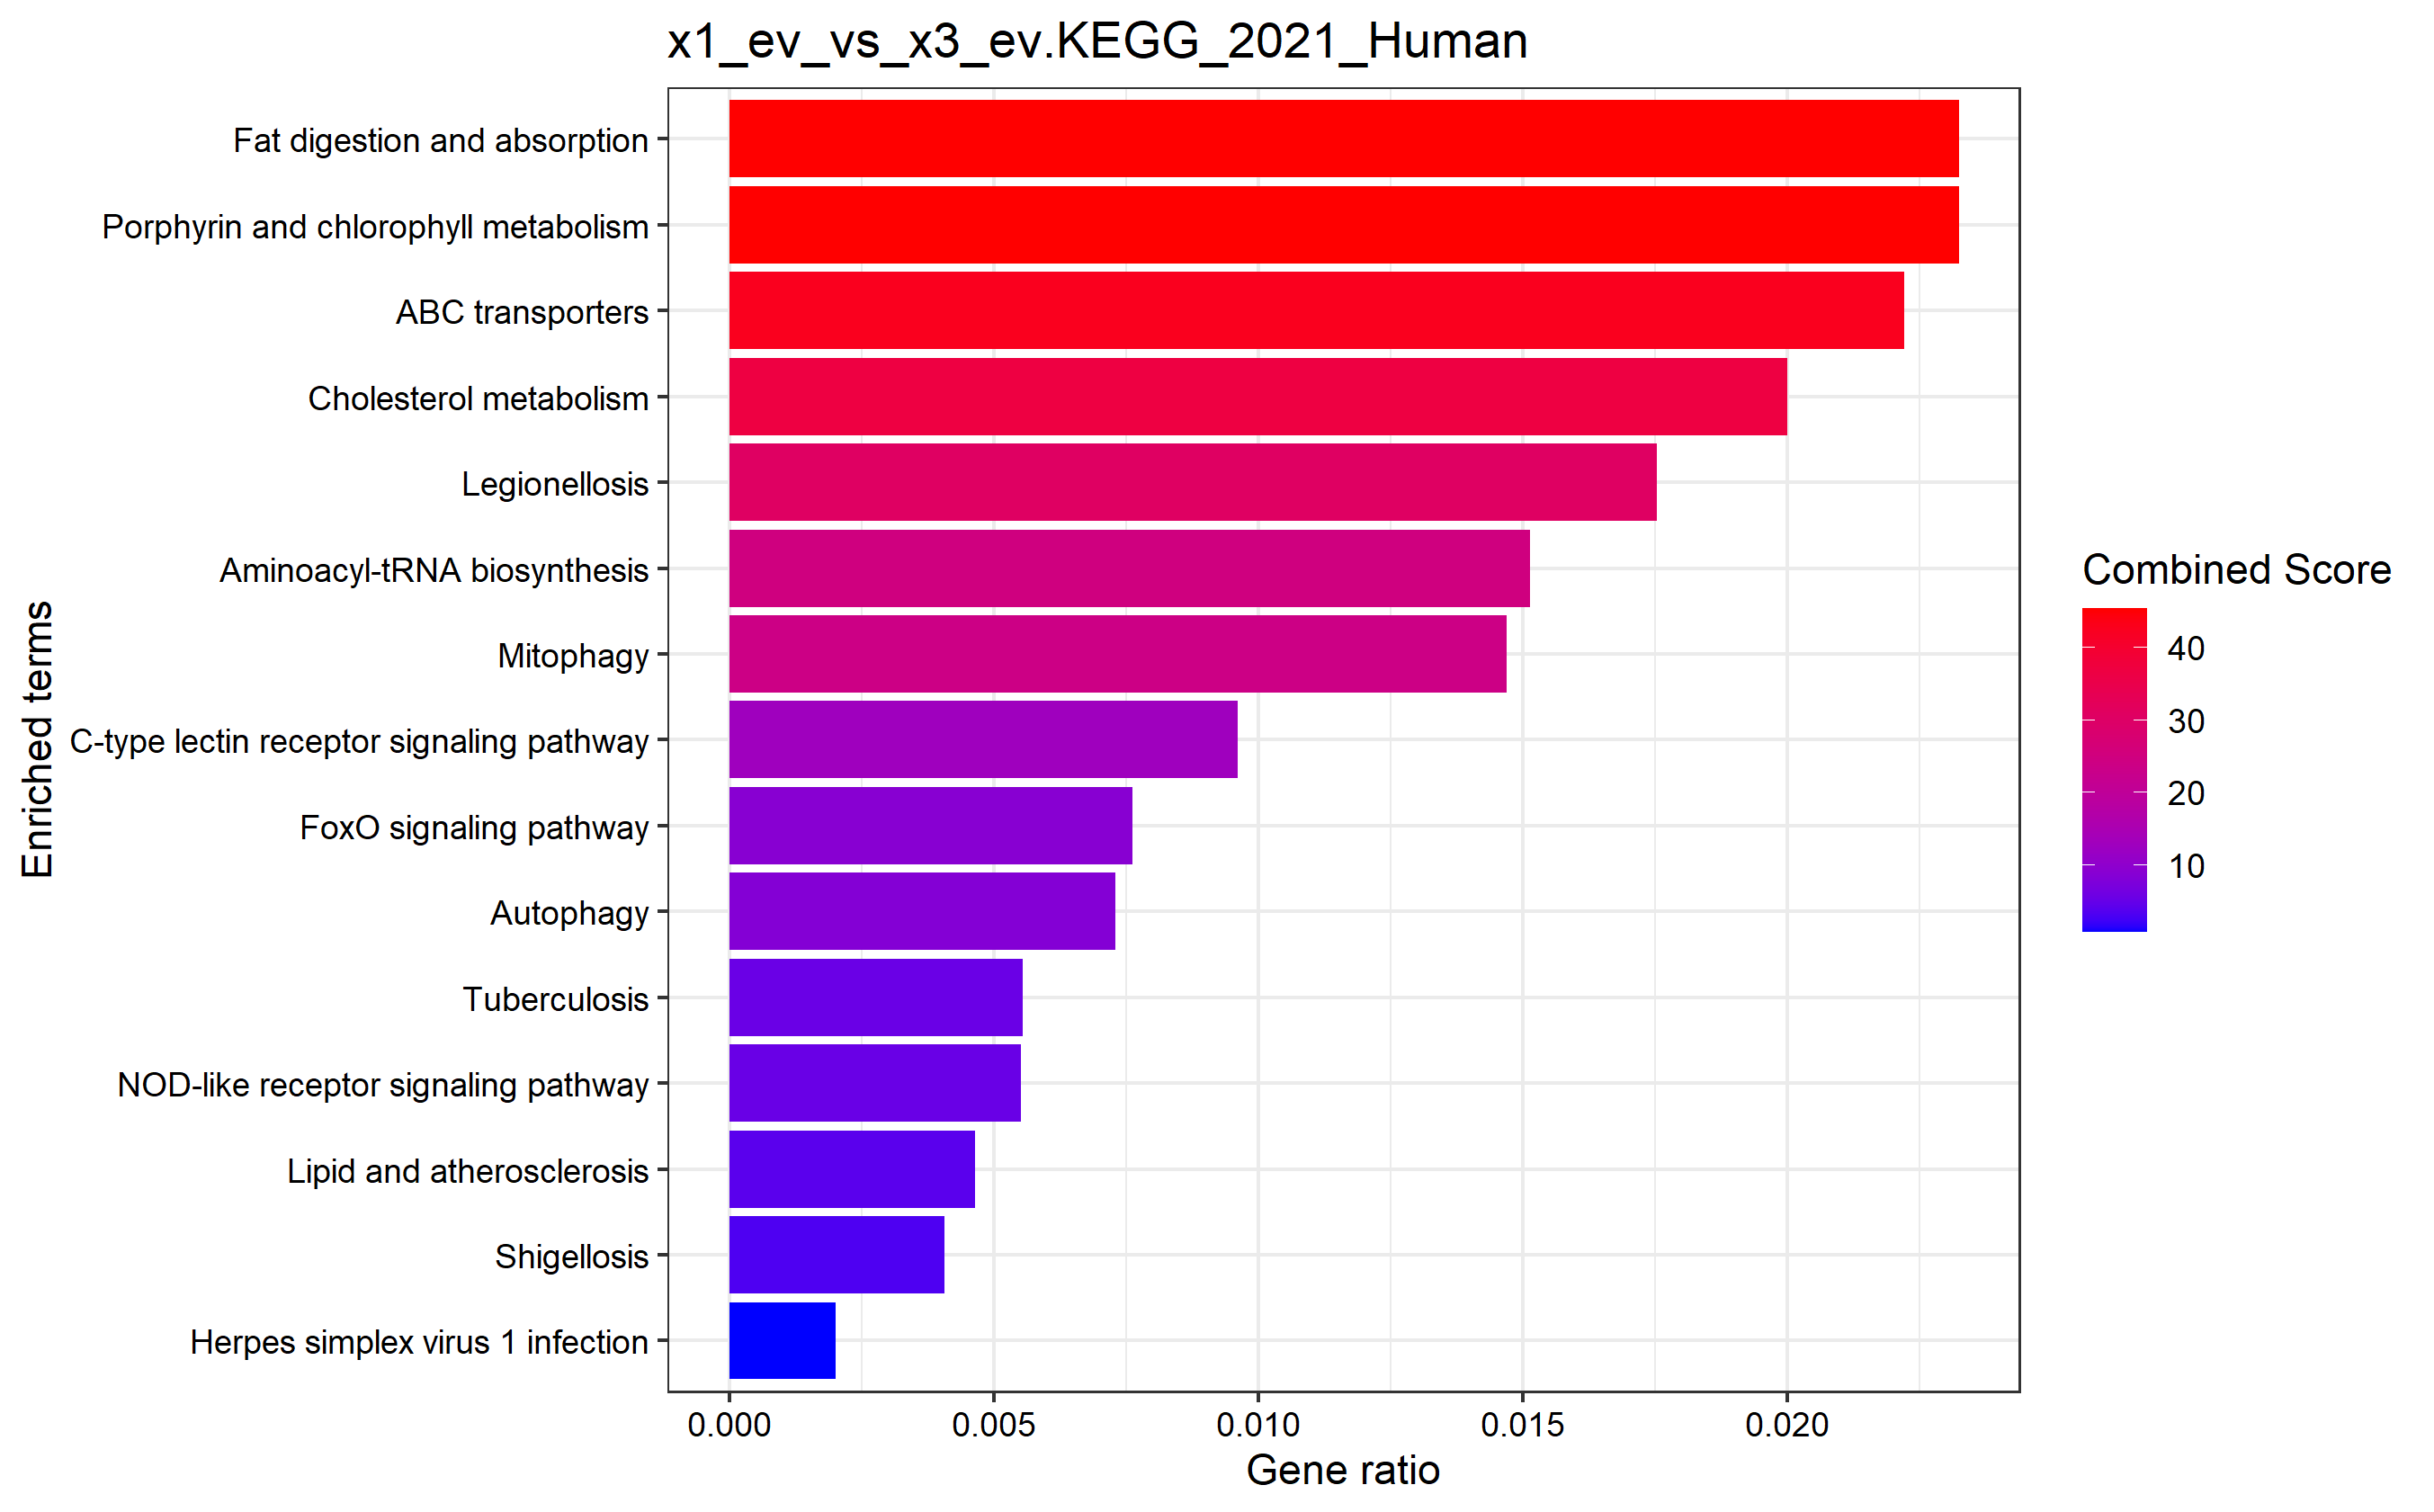 x1_ev_vs_x3_ev.KEGG_2021_Human
Enriched terms
Fat digestion and absorption
Porphyrin and chlorophyll metabolism
ABC transporters
Cholesterol metabolism
Legionellosis
Aminoacyl-tRNA biosynthesis
Mitophagy
C-type lectin receptor signaling pathway
FoxO signaling pathway
Autophagy
Tuberculosis
NOD-like receptor signaling pathway
Lipid and atherosclerosis
Shigellosis
Herpes simplex virus 1 infection
0.000 0.005 0.010 0.015 0.020
Gene ratio
Combined Score
40
30
20
10